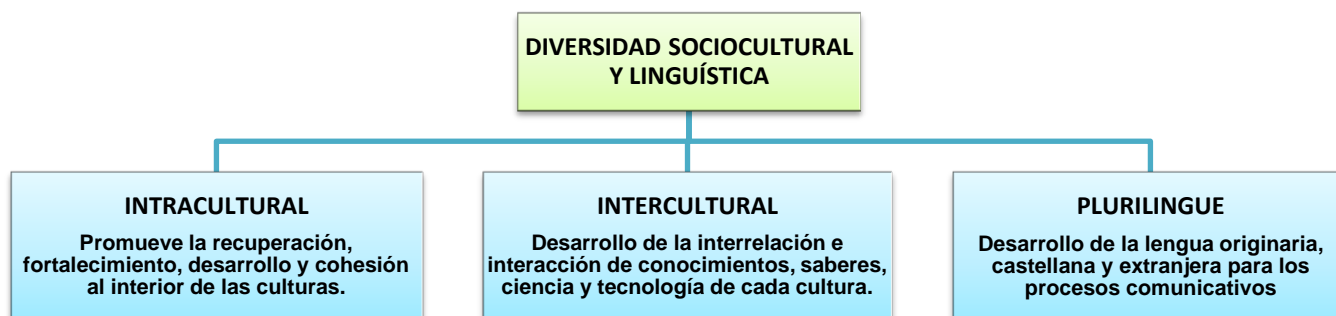 DIVERSIDAD SOCIOCULTURAL
Y LINGUÍSTICA
INTRACULTURAL
Promueve la recuperación,
fortalecimiento, desarrollo y cohesión
al interior de las culturas.
INTERCULTURAL
Desarrollo de la interrelación e
interacción de conocimientos, saberes,
ciencia y tecnología de cada cultura.
PLURILINGUE
Desarrollo de la lengua originaria,
castellana y extranjera para los
procesos comunicativos